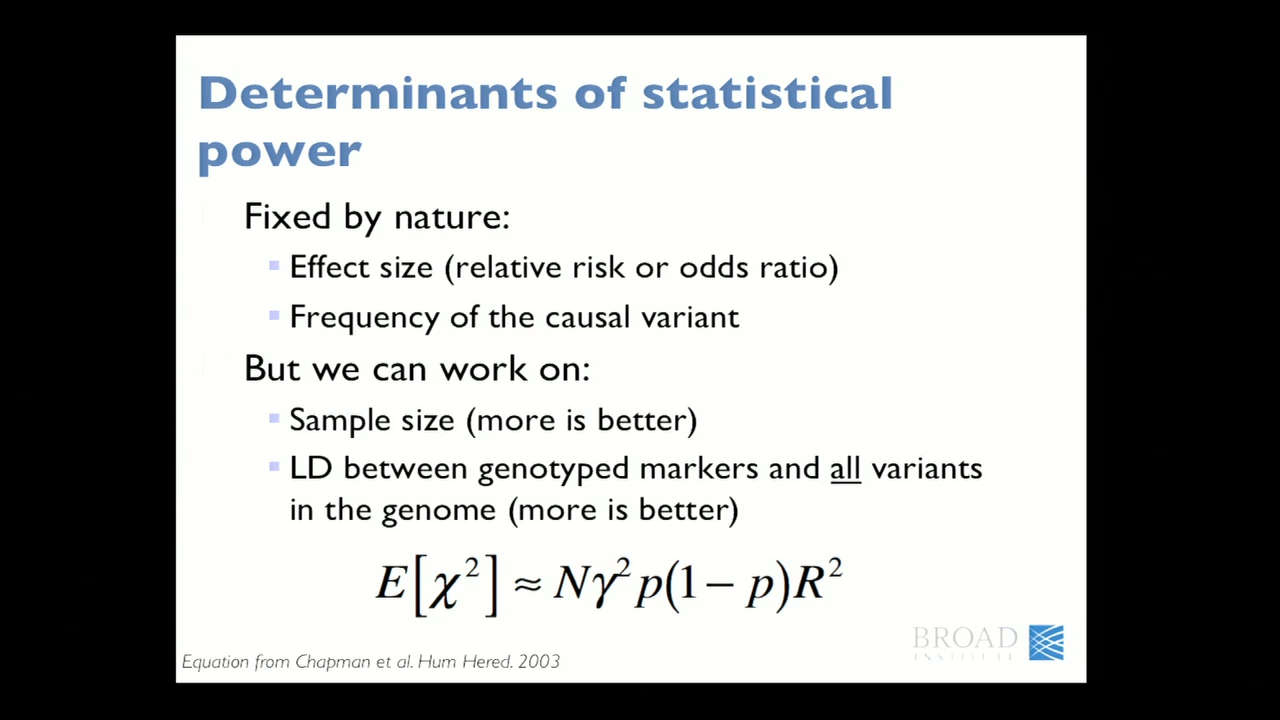 Determinants of statistical
power
Fixed by nature:
Effect size (relative risk or odds ratio)
Frequency of the causal variant
But we can work on:
Sample size (more is better)
LD between genotyped markers and all variants
in the genome (more is better)
E[χ²] ≈ Nγ²p(1 − p)R²
BROAD
INSTITUTE
Equation from Chapman et al. Hum Hered. 2003